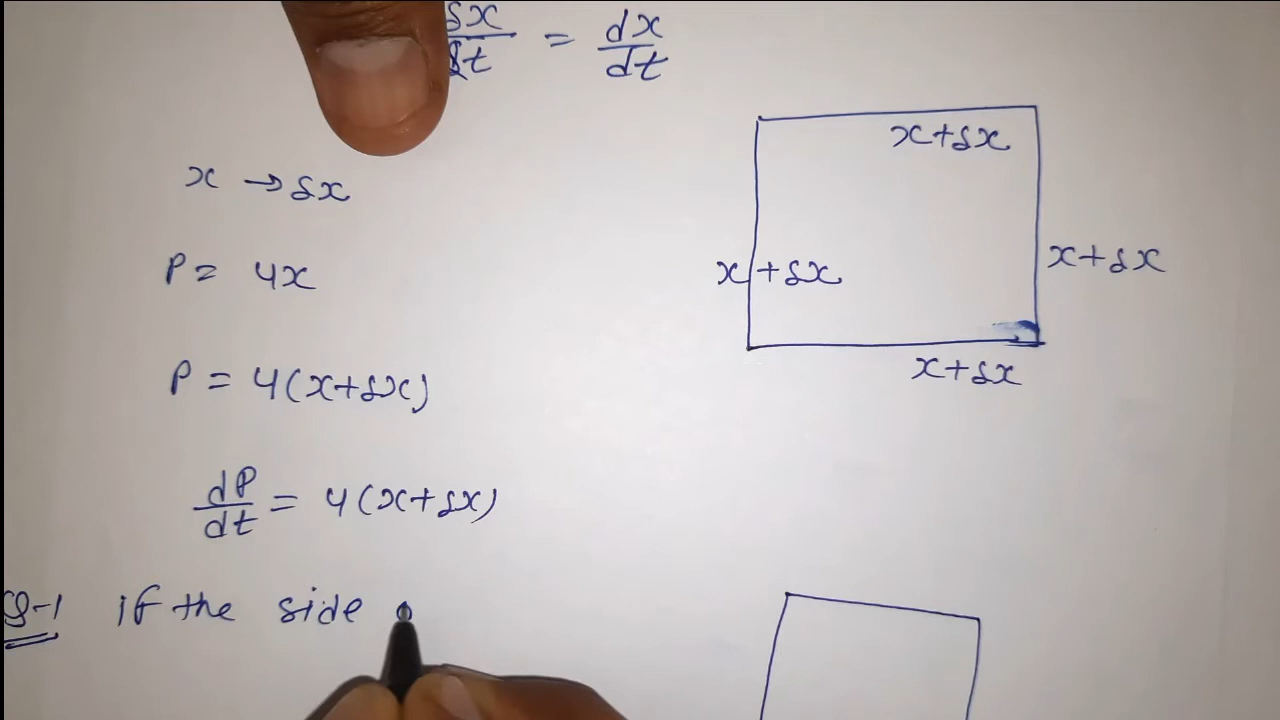 δx/δt = dx/dt
x+δx
x → δx
P = 4x
x+δx
x+δx
P = 4(x+δx)
x+δx
dP/dt = 4(x+δx)
Q-1 if the side